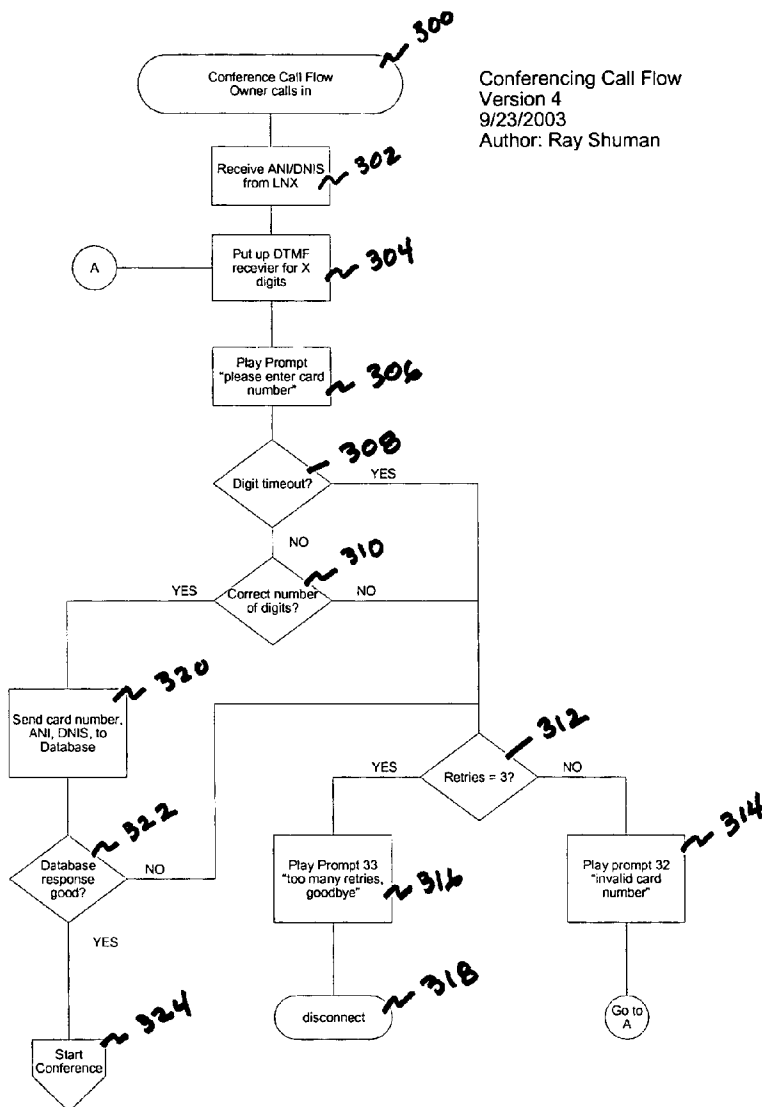 300
Conference Call Flow
Owner calls in
Conferencing Call Flow
Version 4
9/23/2003
Author: Ray Shuman
Receive ANI/DNIS
from LNX
302
A
Put up DTMF
recevier for X
digits
304
Play Prompt
"please enter card
number"
306
308
Digit timeout?
YES
NO
310
YES
Correct number
of digits?
NO
320
Send card number,
ANI, DNIS, to
Database
312
YES
Retries = 3?
NO
322
Database
response
good?
NO
YES
Play Prompt 33
"too many retries,
goodbye"
316
314
Play prompt 32
"invalid card
number"
324
Start
Conference
318
disconnect
Go to
A